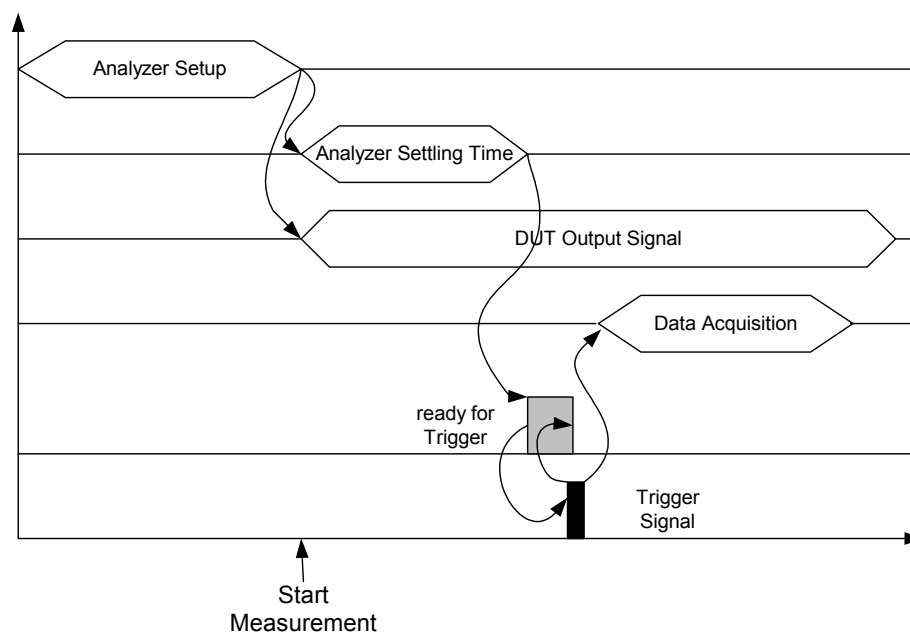 Analyzer Setup
Analyzer Settling Time
DUT Output Signal
Data Acquisition
ready for
Trigger
Trigger
Signal
Start
Measurement